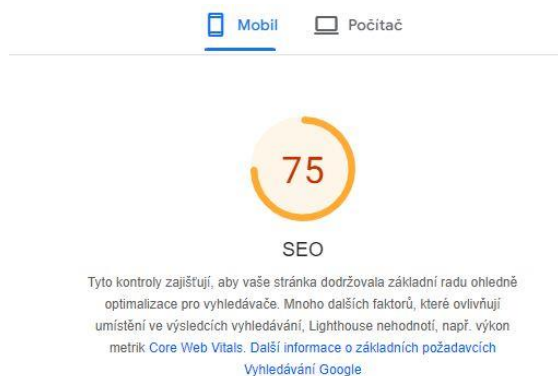 Mobil
Počítač
75
SEO
Tyto kontroly zajišťují, aby vaše stránka dodržovala základní radu ohledně
optimalizace pro vyhledávače. Mnoho dalších faktorů, které ovlivňují
umístění ve výsledcích vyhledávání, Lighthouse nehodnotí, např. výkon
metrik Core Web Vitals. Další informace o základních požadavcích
Vyhledávání Google